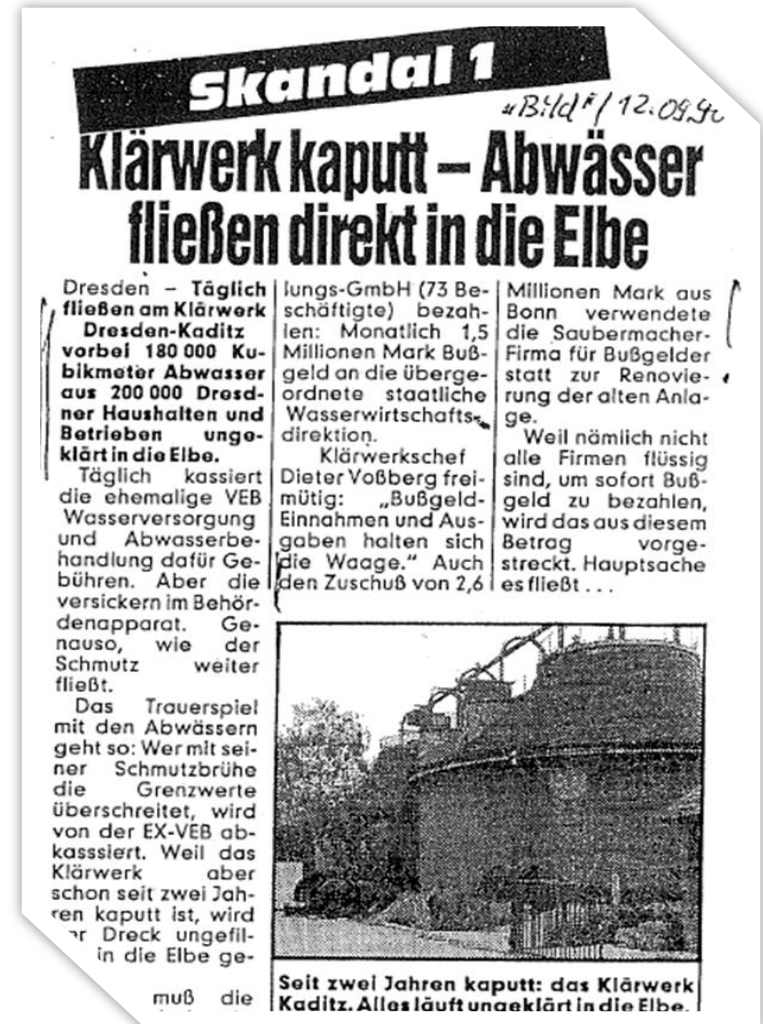 Skandal 1
"Bild"/ 12.09.90
Klärwerk kaputt – Abwässer
fließen direkt in die Elbe
Dresden – Täglich
fließen am Klärwerk
Dresden-Kaditz
vorbei 180 000 Ku-
bikmeter Abwasser
aus 200 000 Dresd-
ner Haushalten und
Betrieben unge-
klärt in die Elbe.
Täglich kassiert
die ehemalige VEB
Wasserversorgung
und Abwasserbe-
handlung dafür Ge-
bühren. Aber die
versickern im Behör-
denapparat. Ge-
nauso, wie der
Schmutz weiter
fließt.
Das Trauerspiel
mit den Abwässern
geht so: Wer mit sei-
ner Schmutzbrühe
die Grenzwerte
überschreitet, wird
von der EX-VEB ab-
kasssiert. Weil das
Klärwerk aber
schon seit zwei Jah-
ren kaputt ist, wird
er Dreck ungefil-
in die Elbe ge-
muß die
lungs-GmbH (73 Be-
schäftigte) bezah-
len: Monatlich 1,5
Millionen Mark Buß-
geld an die überge-
ordnete staatliche
Wasserwirtschafts-
direktion.
Klärwerkschef
Dieter Voßberg frei-
mütig: „Bußgeld-
Einnahmen und Aus-
gaben halten sich
die Waage.“ Auch
den Zuschuß von 2,6
Millionen Mark aus
Bonn verwendete
die Saubermacher-
Firma für Bußgelder
statt zur Renovie-
rung der alten Anla-
ge.
Weil nämlich nicht
alle Firmen flüssig
sind, um sofort Buß-
geld zu bezahlen,
wird das aus diesem
Betrag vorge-
streckt. Hauptsache
es fließt . . .
Seit zwei Jahren kaputt: das Klärwerk
Kaditz. Alles läuft ungeklärt in die Elbe.